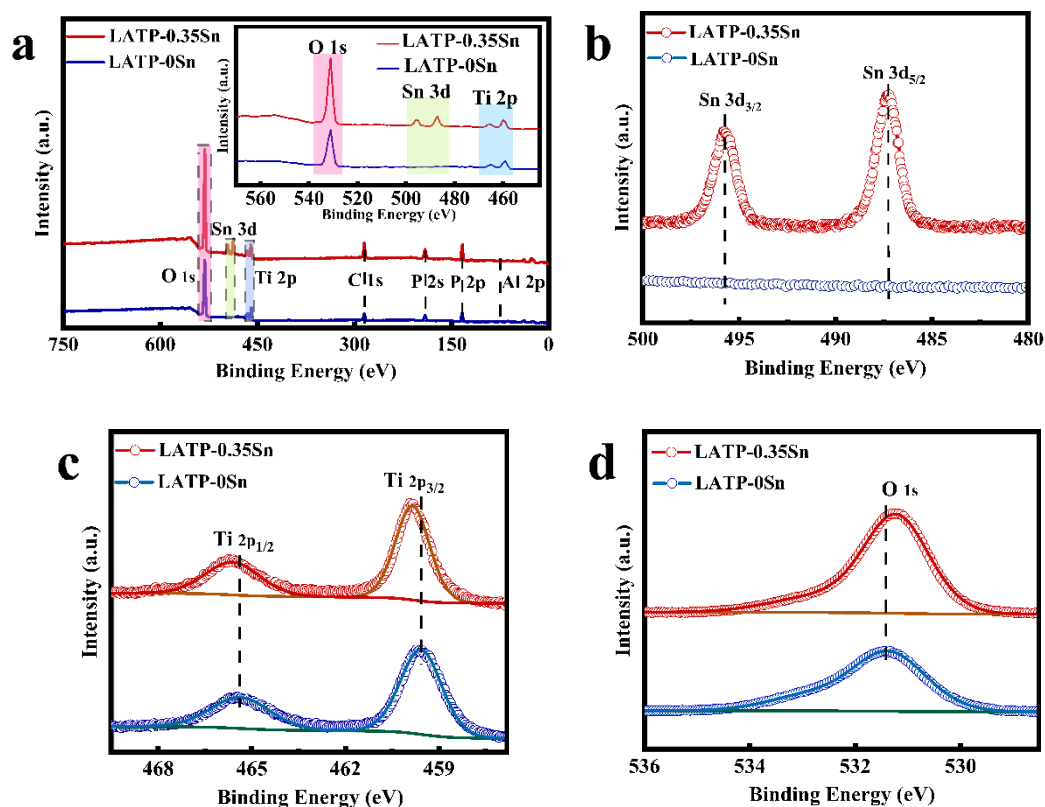 a
LATP-0.35Sn
LATP-0Sn
O 1s
LATP-0.35Sn
LATP-0Sn
Sn 3d
Ti 2p
Intensity (a.u.)
560 540 520 500 480 460
Binding Energy (eV)
Intensity (a.u.)
Sn 3d
O 1s
Ti 2p
C 1s
P 2s
P 2p
Al 2p
750 600 450 300 150 0
Binding Energy (eV)
b
LATP-0.35Sn
LATP-0Sn
Sn 3d5/2
Sn 3d3/2
Intensity (a.u.)
500 495 490 485 480
Binding Energy (eV)
c
LATP-0.35Sn
LATP-0Sn
Ti 2p3/2
Ti 2p1/2
Intensity (a.u.)
468 465 462 459
Binding Energy (eV)
d
LATP-0.35Sn
LATP-0Sn
O 1s
Intensity (a.u.)
536 534 532 530
Binding Energy (eV)